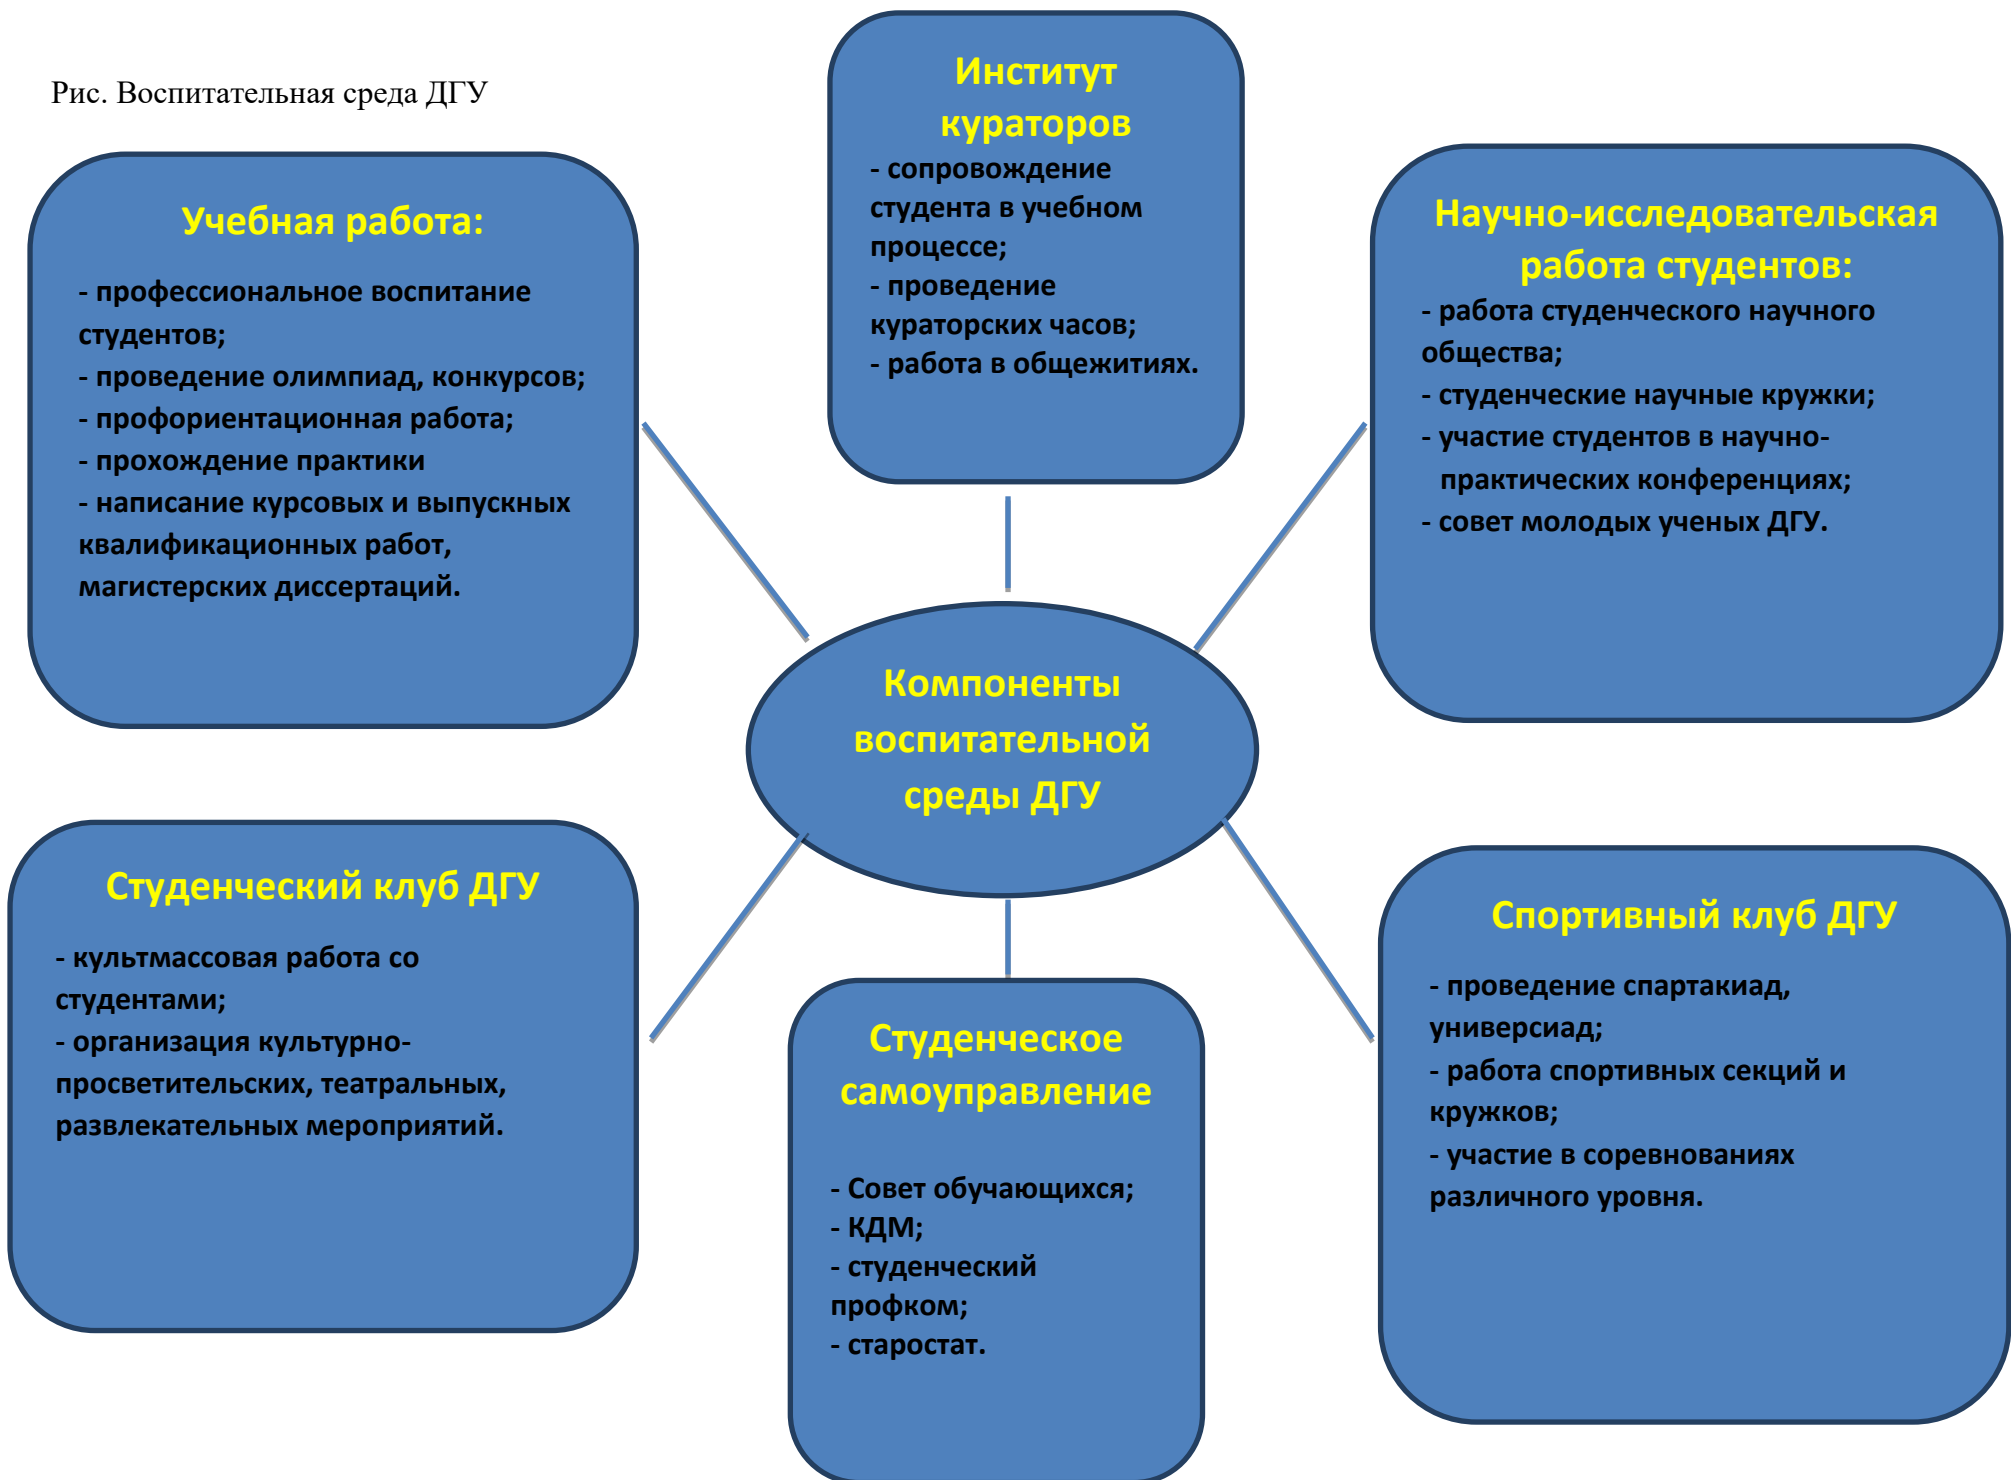 Рис. Воспитательная среда ДГУ
Институт
кураторов
- сопровождение
студента в учебном
процессе;
- проведение
кураторских часов;
- работа в общежитиях.
Учебная работа:
- профессиональное воспитание
студентов;
- проведение олимпиад, конкурсов;
- профориентационная работа;
- прохождение практики
- написание курсовых и выпускных
квалификационных работ,
магистерских диссертаций.
Научно-исследовательская
работа студентов:
- работа студенческого научного
общества;
- студенческие научные кружки;
- участие студентов в научно-
практических конференциях;
- совет молодых ученых ДГУ.
Компоненты
воспитательной
среды ДГУ
Студенческий клуб ДГУ
- культмассовая работа со
студентами;
- организация культурно-
просветительских, театральных,
развлекательных мероприятий.
Студенческое
самоуправление
- Совет обучающихся;
- КДМ;
- студенческий
профком;
- старостат.
Спортивный клуб ДГУ
- проведение спартакиад,
универсиад;
- работа спортивных секций и
кружков;
- участие в соревнованиях
различного уровня.